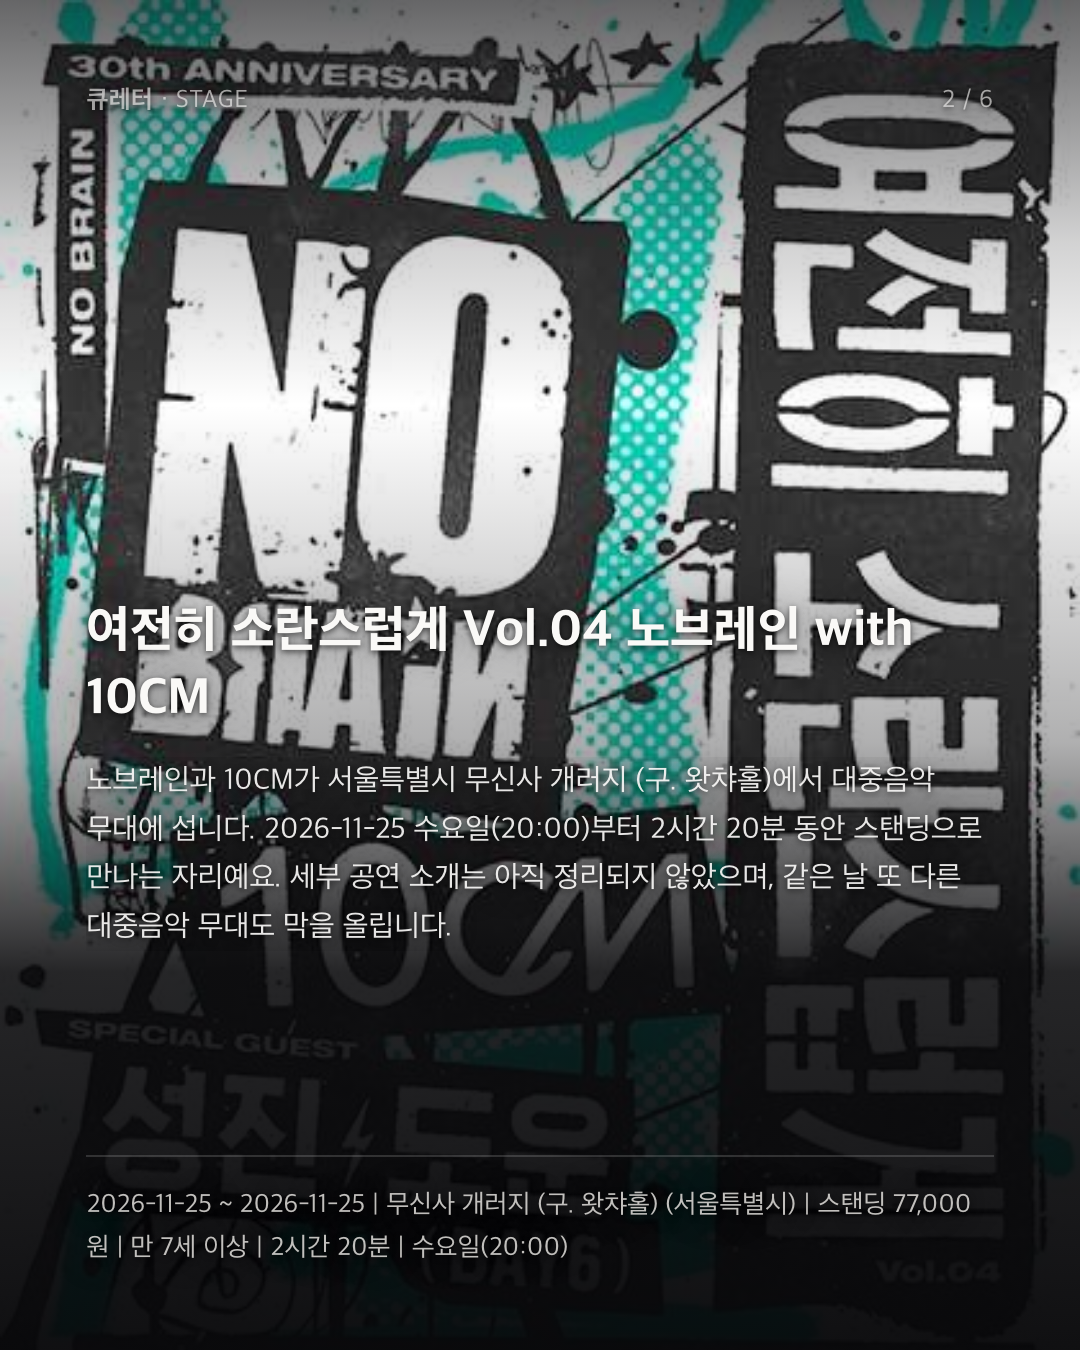 30th ANNIVERSARY
큐레터 · STAGE
2 / 6
NO BRAIN
NO
BRAiN
여전히 소란스럽게
여전히 소란스럽게 Vol.04 노브레인 with
10CM
노브레인과 10CM가 서울특별시 무신사 개러지 (구. 왓챠홀)에서 대중음악
무대에 섭니다. 2026-11-25 수요일(20:00)부터 2시간 20분 동안 스탠딩으로
만나는 자리예요. 세부 공연 소개는 아직 정리되지 않았으며, 같은 날 또 다른
대중음악 무대도 막을 올립니다.
10CM
SPECIAL GUEST
성진 도운
(DAY6)
Vol.04
2026-11-25 ~ 2026-11-25 | 무신사 개러지 (구. 왓챠홀) (서울특별시) | 스탠딩 77,000
원 | 만 7세 이상 | 2시간 20분 | 수요일(20:00)